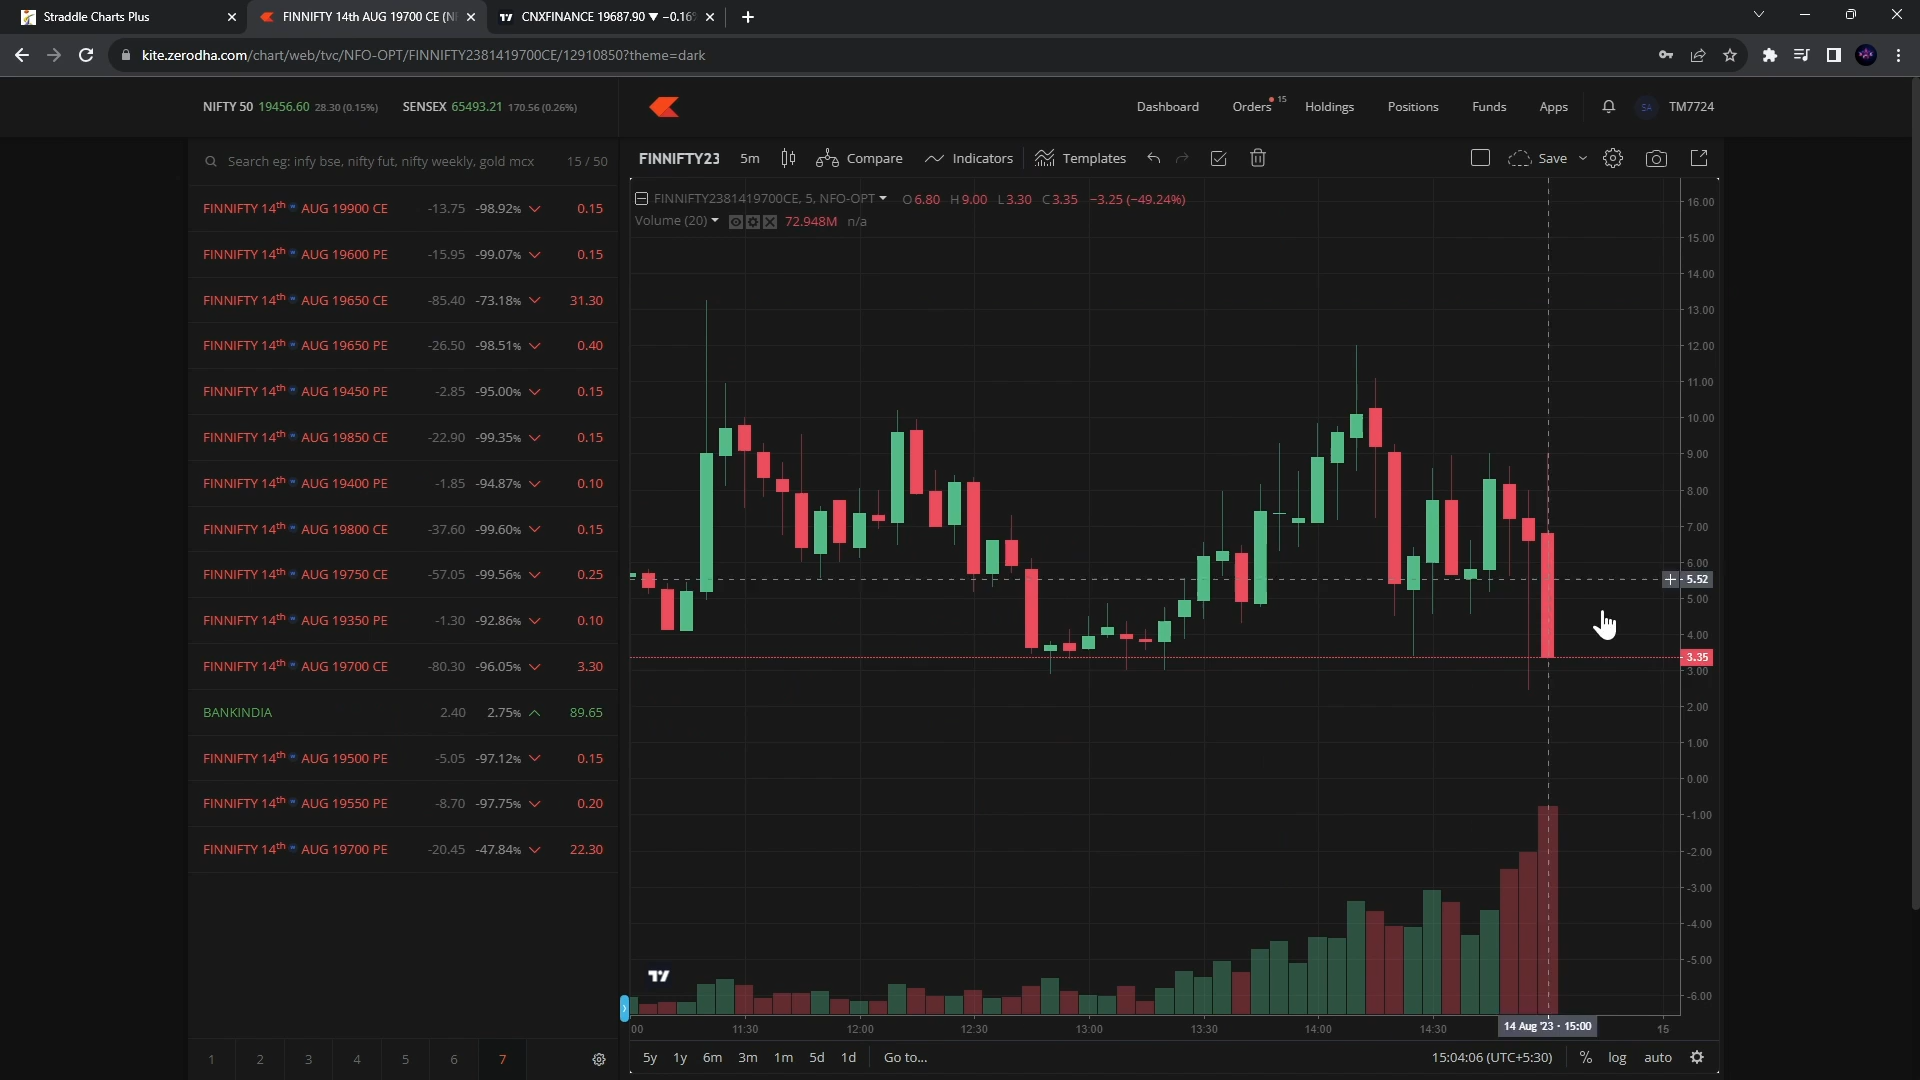 Straddle Charts Plus
FINNIFTY 14th AUG 19700 CE (N
CNXFINANCE 19687.90 ▼ −0.16%
kite.zerodha.com/chart/web/tvc/NFO-OPT/FINNIFTY2381419700CE/12910850?theme=dark
NIFTY 50 19456.60 28.30 (0.15%) SENSEX 65493.21 170.56 (0.26%)
Dashboard Orders 15 Holdings Positions Funds Apps SA TM7724
Search eg: infy bse, nifty fut, nifty weekly, gold mcx 15 / 50
FINNIFTY 14th W AUG 19900 CE -13.75 -98.92% 0.15
FINNIFTY 14th W AUG 19600 PE -15.95 -99.07% 0.15
FINNIFTY 14th W AUG 19650 CE -85.40 -73.18% 31.30
FINNIFTY 14th W AUG 19650 PE -26.50 -98.51% 0.40
FINNIFTY 14th W AUG 19450 PE -2.85 -95.00% 0.15
FINNIFTY 14th W AUG 19850 CE -22.90 -99.35% 0.15
FINNIFTY 14th W AUG 19400 PE -1.85 -94.87% 0.10
FINNIFTY 14th W AUG 19800 CE -37.60 -99.60% 0.15
FINNIFTY 14th W AUG 19750 CE -57.05 -99.56% 0.25
FINNIFTY 14th W AUG 19350 PE -1.30 -92.86% 0.10
FINNIFTY 14th W AUG 19700 CE -80.30 -96.05% 3.30
BANKINDIA 2.40 2.75% 89.65
FINNIFTY 14th W AUG 19500 PE -5.05 -97.12% 0.15
FINNIFTY 14th W AUG 19550 PE -8.70 -97.75% 0.20
FINNIFTY 14th W AUG 19700 PE -20.45 -47.84% 22.30
1 2 3 4 5 6 7
FINNIFTY23 5m Compare Indicators Templates Save
FINNIFTY2381419700CE, 5, NFO-OPT O6.80 H9.00 L3.30 C3.35 −3.25 (−49.24%)
Volume (20) 72.948M n/a
16.00
15.00
14.00
13.00
12.00
11.00
10.00
9.00
8.00
7.00
6.00
5.52
5.00
4.00
3.35
3.00
2.00
1.00
0.00
-1.00
-2.00
-3.00
-4.00
-5.00
-6.00
00 11:30 12:00 12:30 13:00 13:30 14:00 14:30 14 Aug '23 - 15:00 15
5y 1y 6m 3m 1m 5d 1d Go to... 15:04:06 (UTC+5:30) % log auto